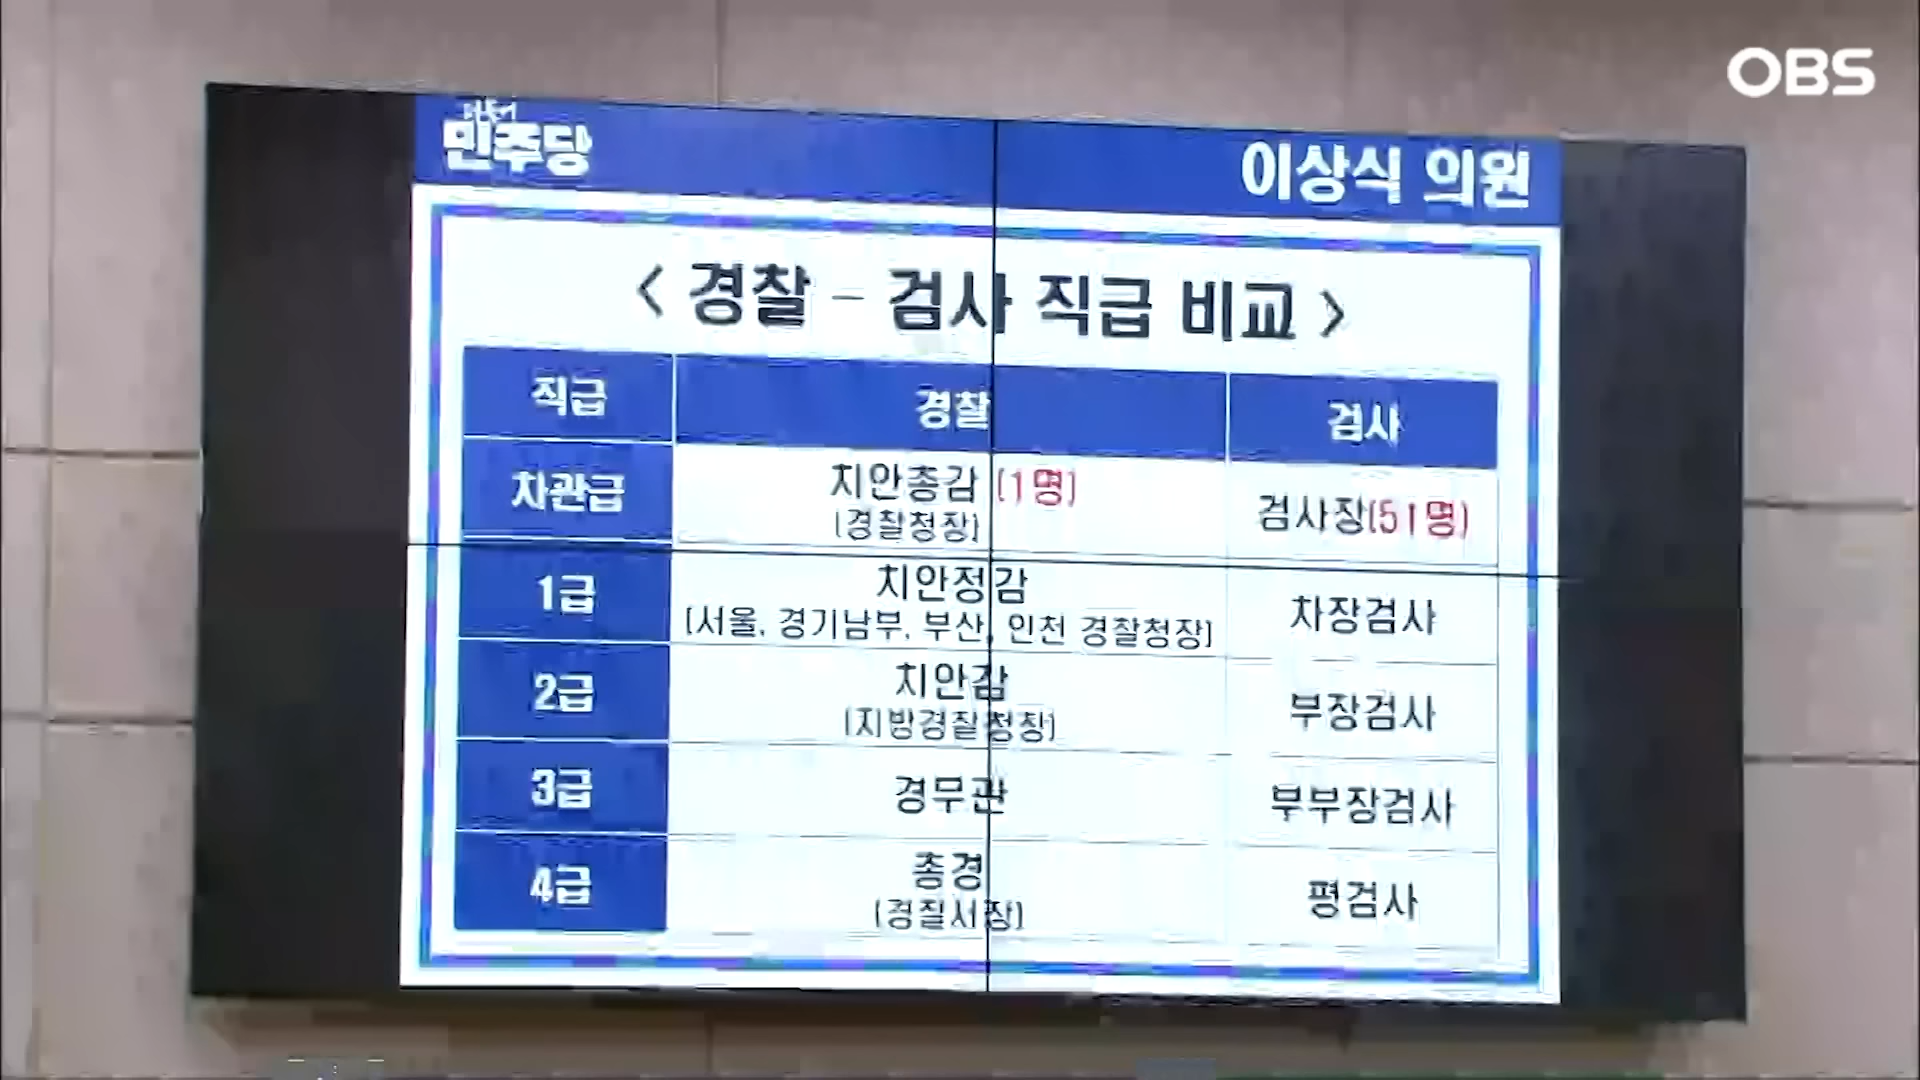 OBS
더불어
민주당
이상식 의원
< 경찰 - 검사 직급 비교 >
직급 경찰 검사
차관급 치안총감 (1명) 검사장(51명)
(경찰청장)
1급 치안정감 차장검사
(서울, 경기남부, 부산, 인천 경찰청장)
2급 치안감 부장검사
(지방경찰청장)
3급 경무관 부부장검사
4급 총경 평검사
(경찰서장)